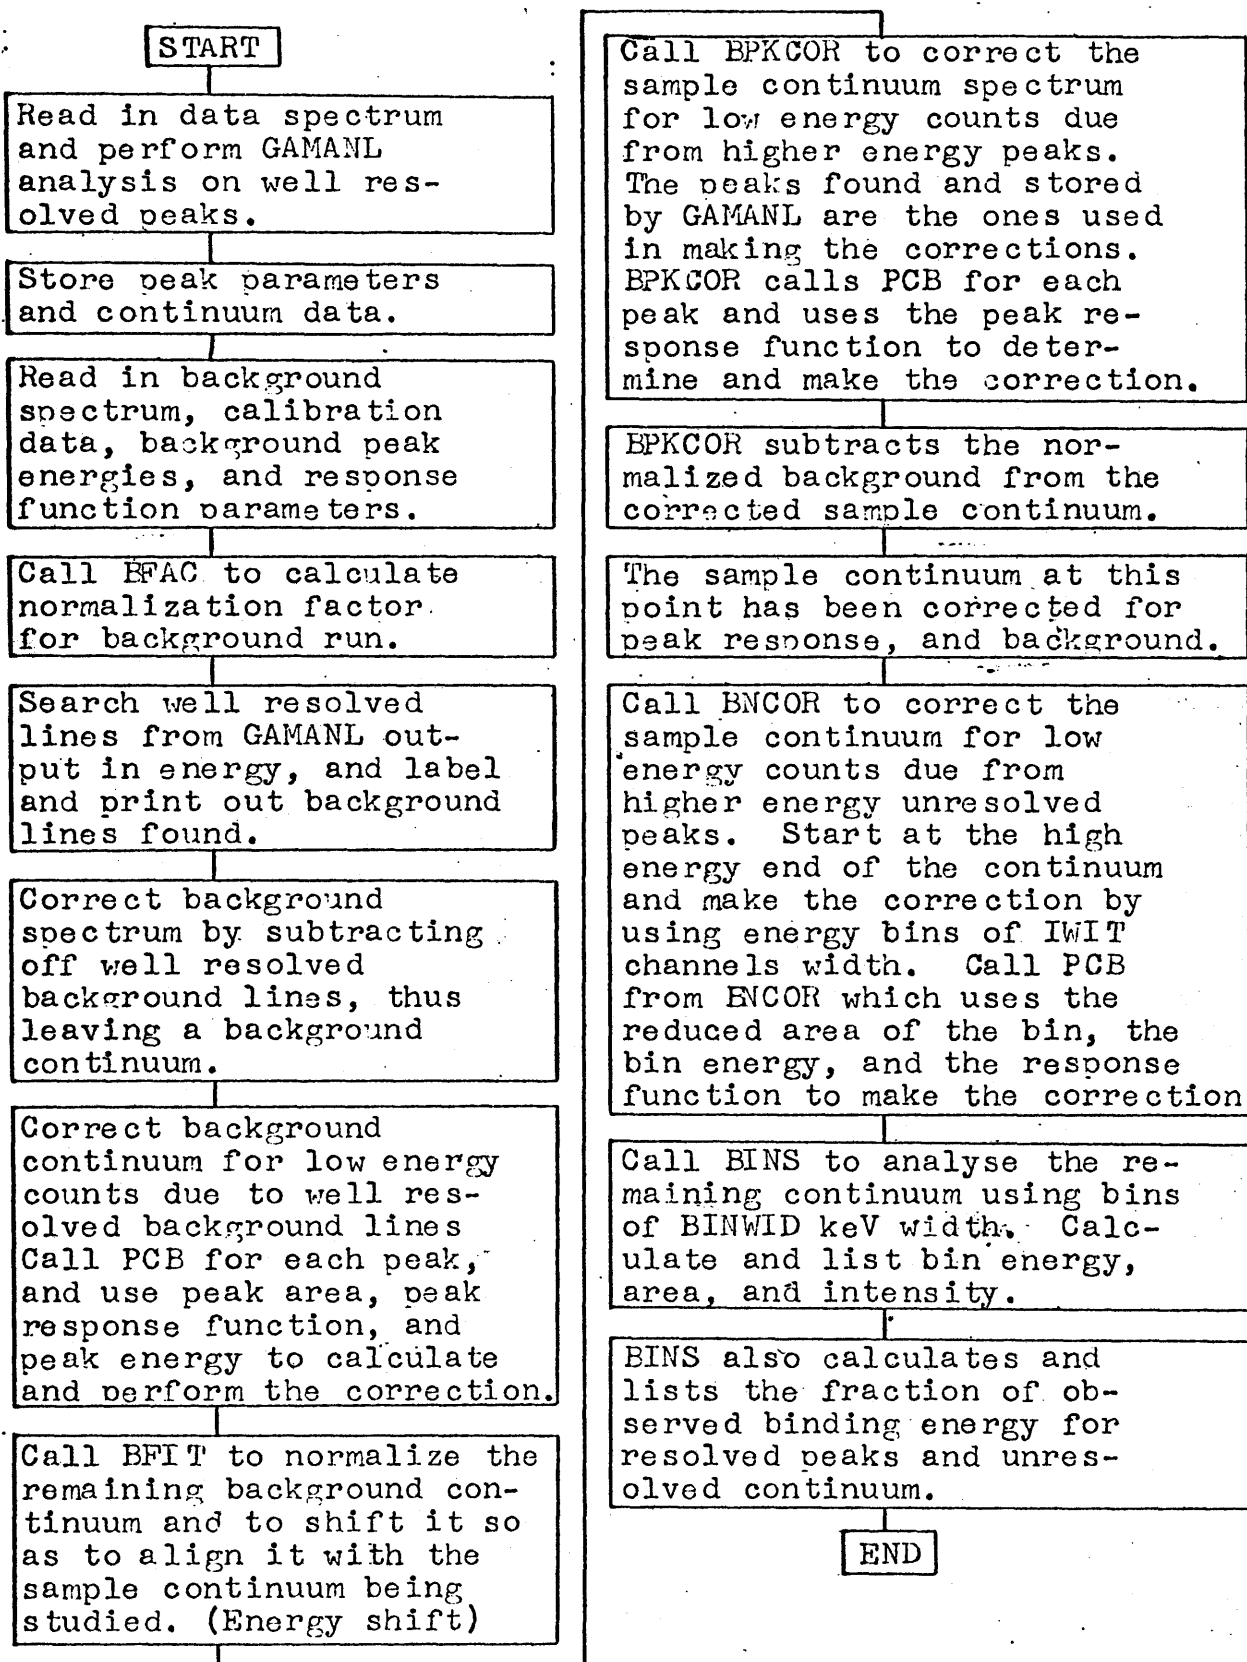 START
Read in data spectrum
and perform GAMANL
analysis on well res-
olved peaks.
Store peak parameters
and continuum data.
Read in background
spectrum, calibration
data, background peak
energies, and response
function parameters.
Call BFAC to calculate
normalization factor
for background run.
Search well resolved
lines from GAMANL out-
put in energy, and label
and print out background
lines found.
Correct background
spectrum by subtracting
off well resolved
background lines, thus
leaving a background
continuum.
Correct background
continuum for low energy
counts due to well res-
olved background lines
Call PCB for each peak,
and use peak area, peak
response function, and
peak energy to calculate
and perform the correction.
Call BFIT to normalize the
remaining background con-
tinuum and to shift it so
as to align it with the
sample continuum being
studied. (Energy shift)
Call BPKCOR to correct the
sample continuum spectrum
for low energy counts due
from higher energy peaks.
The peaks found and stored
by GAMANL are the ones used
in making the corrections.
BPKCOR calls PCB for each
peak and uses the peak re-
sponse function to deter-
mine and make the correction.
BPKCOR subtracts the nor-
malized background from the
corrected sample continuum.
The sample continuum at this
point has been corrected for
peak response, and background.
Call BNCOR to correct the
sample continuum for low
energy counts due from
higher energy unresolved
peaks. Start at the high
energy end of the continuum
and make the correction by
using energy bins of IWIT
channels width. Call PCB
from BNCOR which uses the
reduced area of the bin, the
bin energy, and the response
function to make the correction
Call BINS to analyse the re-
maining continuum using bins
of BINWID keV width. Calc-
ulate and list bin energy,
area, and intensity.
BINS also calculates and
lists the fraction of ob-
served binding energy for
resolved peaks and unres-
olved continuum.
END